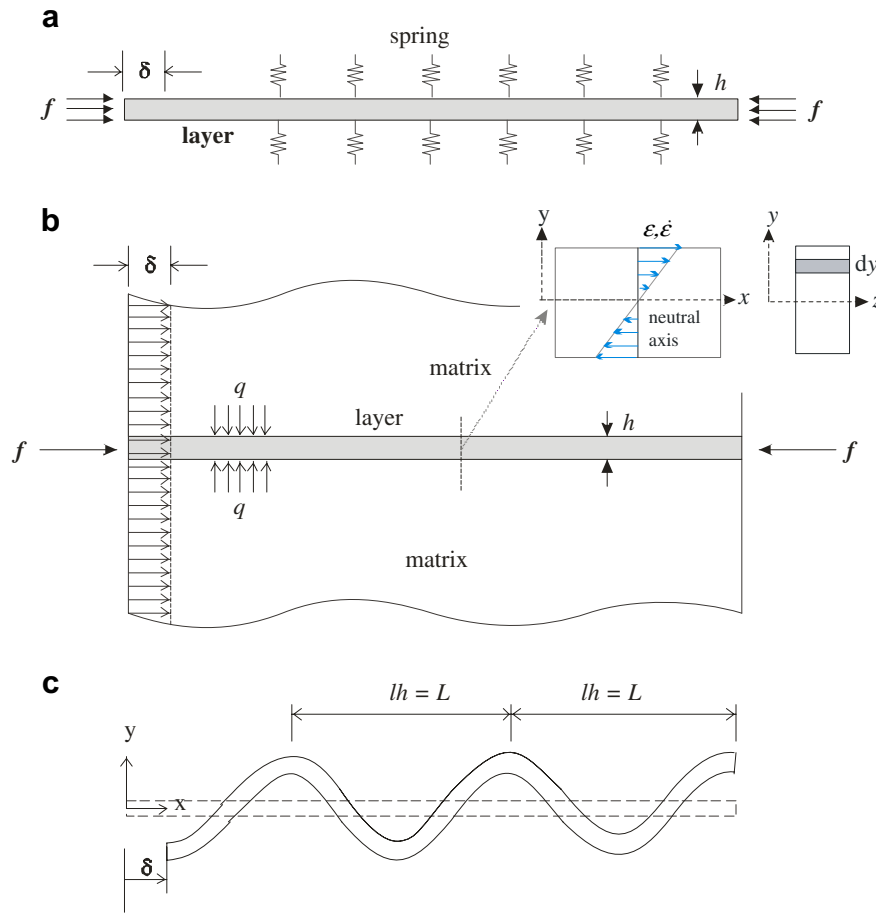 a
spring
δ
h
f
f
layer
b
y
ε,ε̇
y
δ
dy
x
z
neutral
axis
matrix
q
layer
h
f
f
q
matrix
c
lh = L
lh = L
y
x
δ